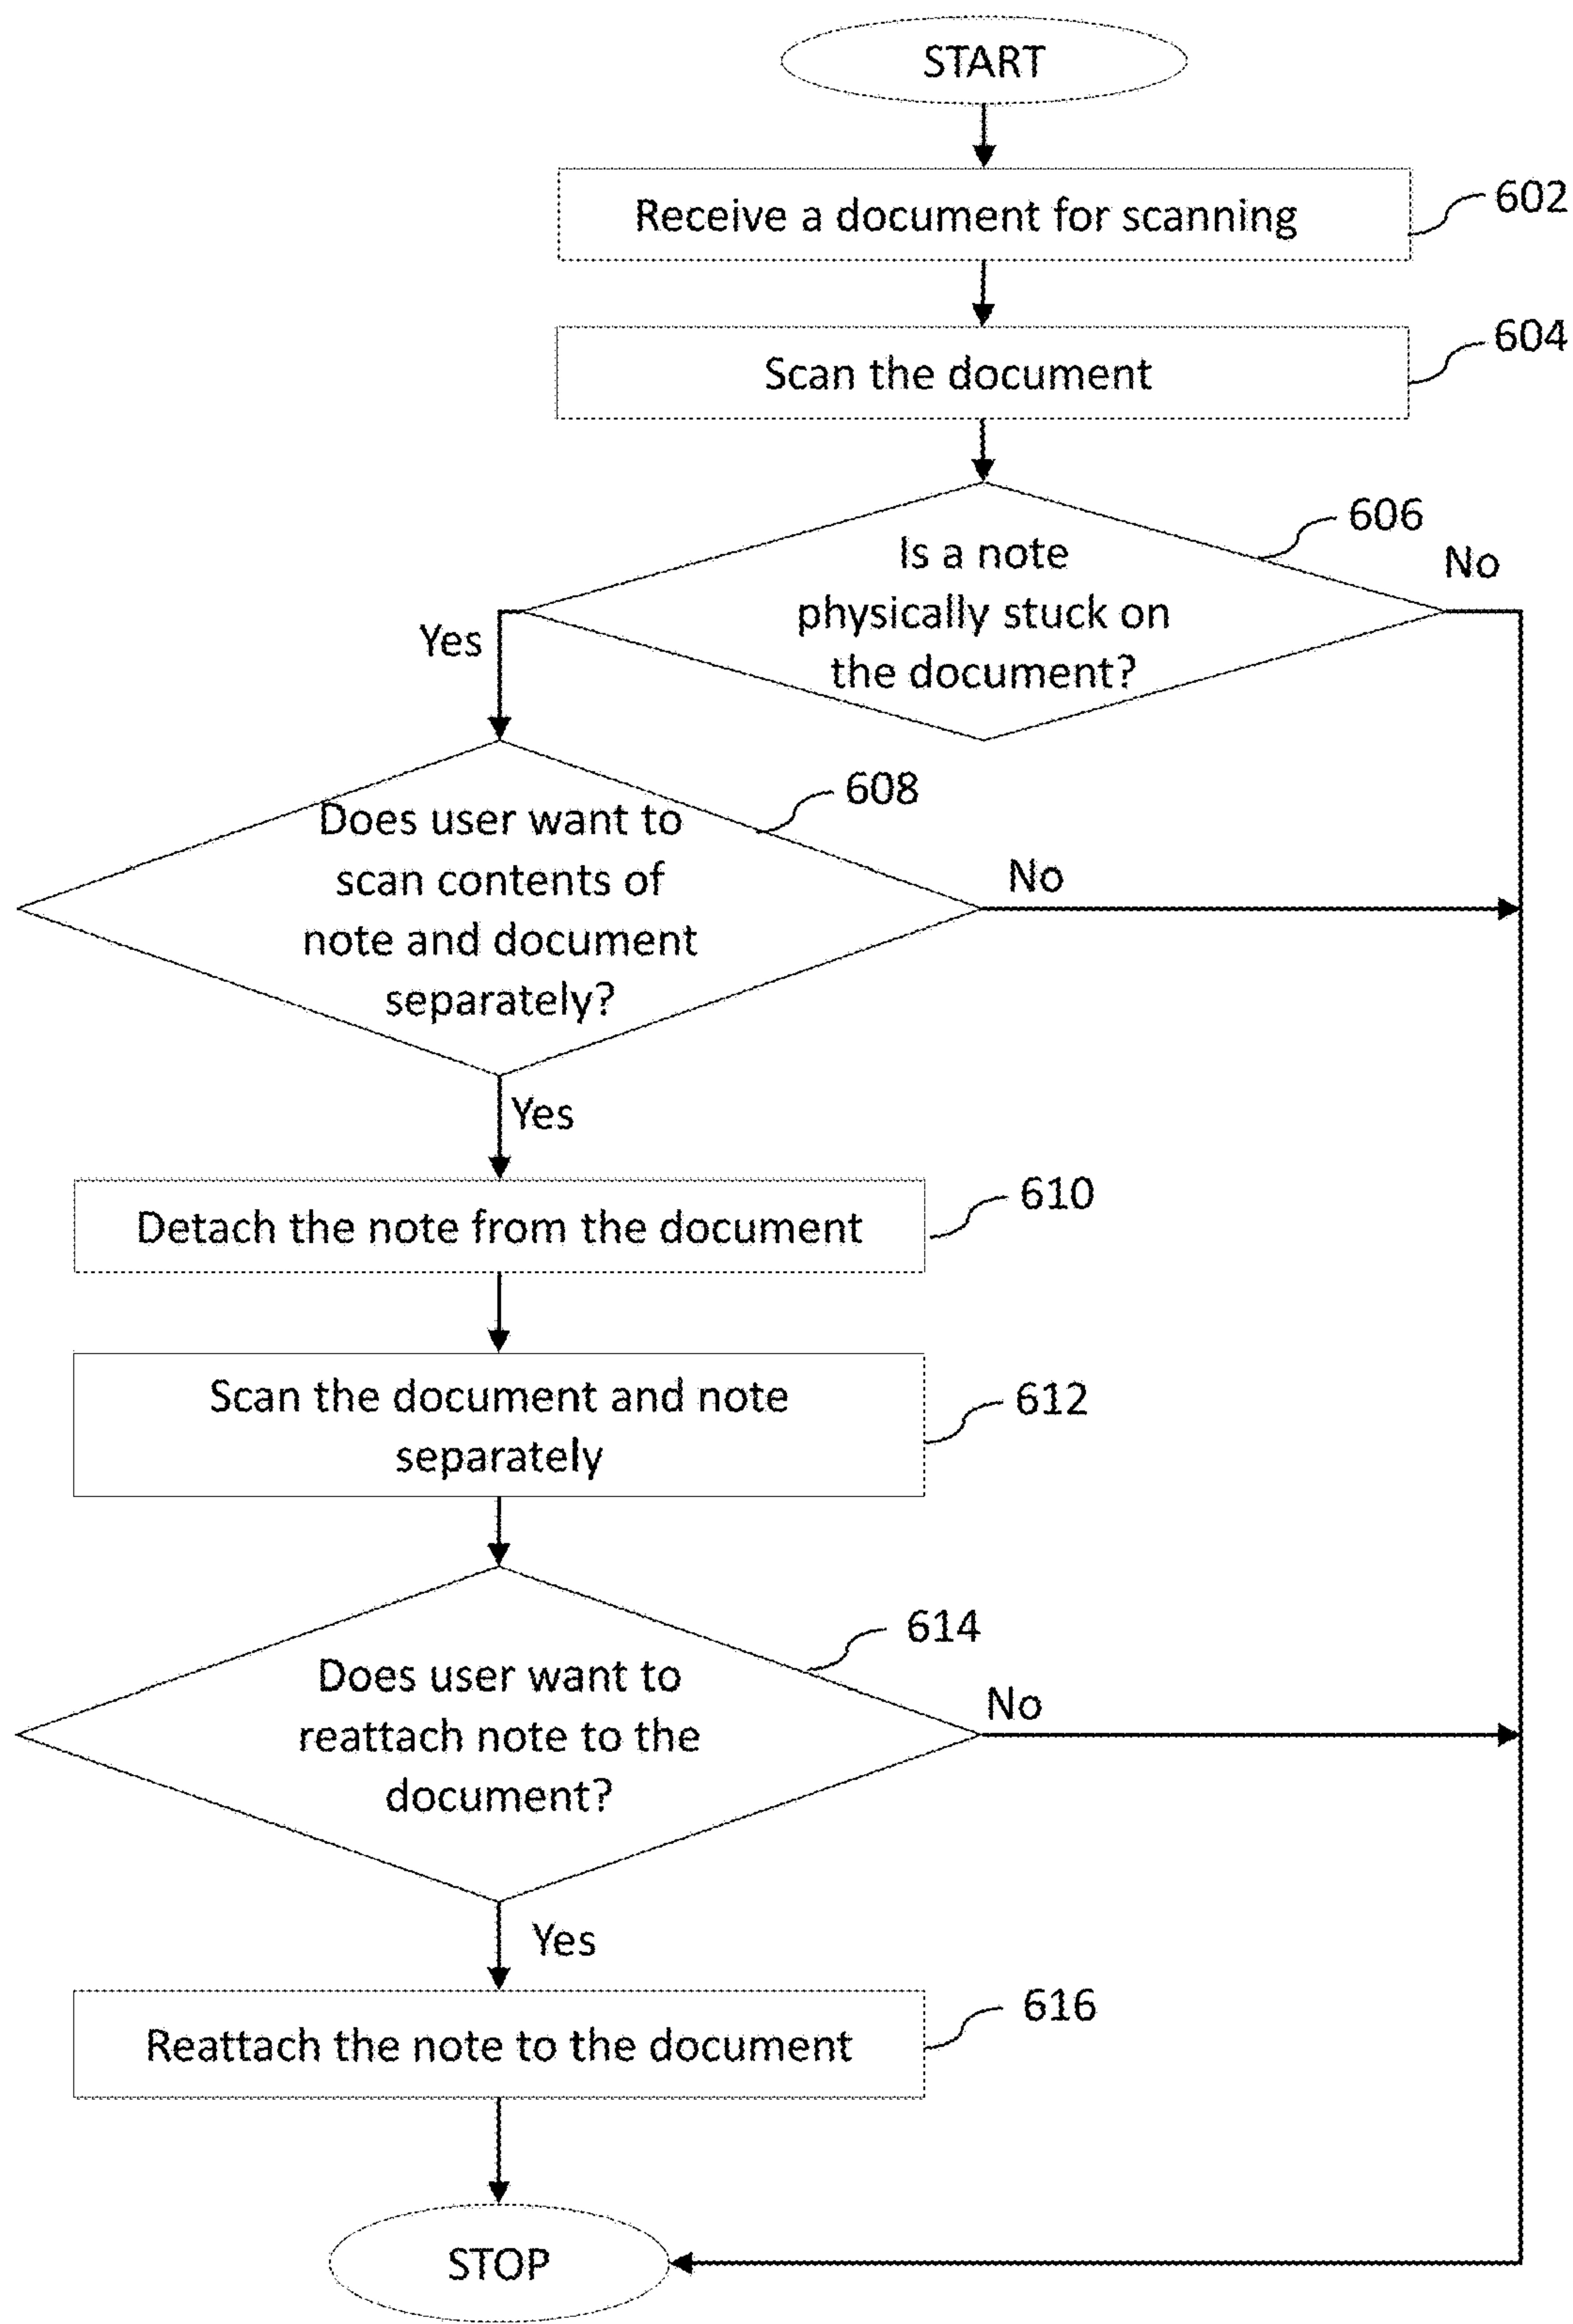 START
Receive a document for scanning
602
Scan the document
604
606
Is a note
physically stuck on
the document?
No
Yes
608
Does user want to
scan contents of
note and document
separately?
No
Yes
Detach the note from the document
610
Scan the document and note
separately
612
614
Does user want to
reattach note to the
document?
No
Yes
Reattach the note to the document
616
STOP